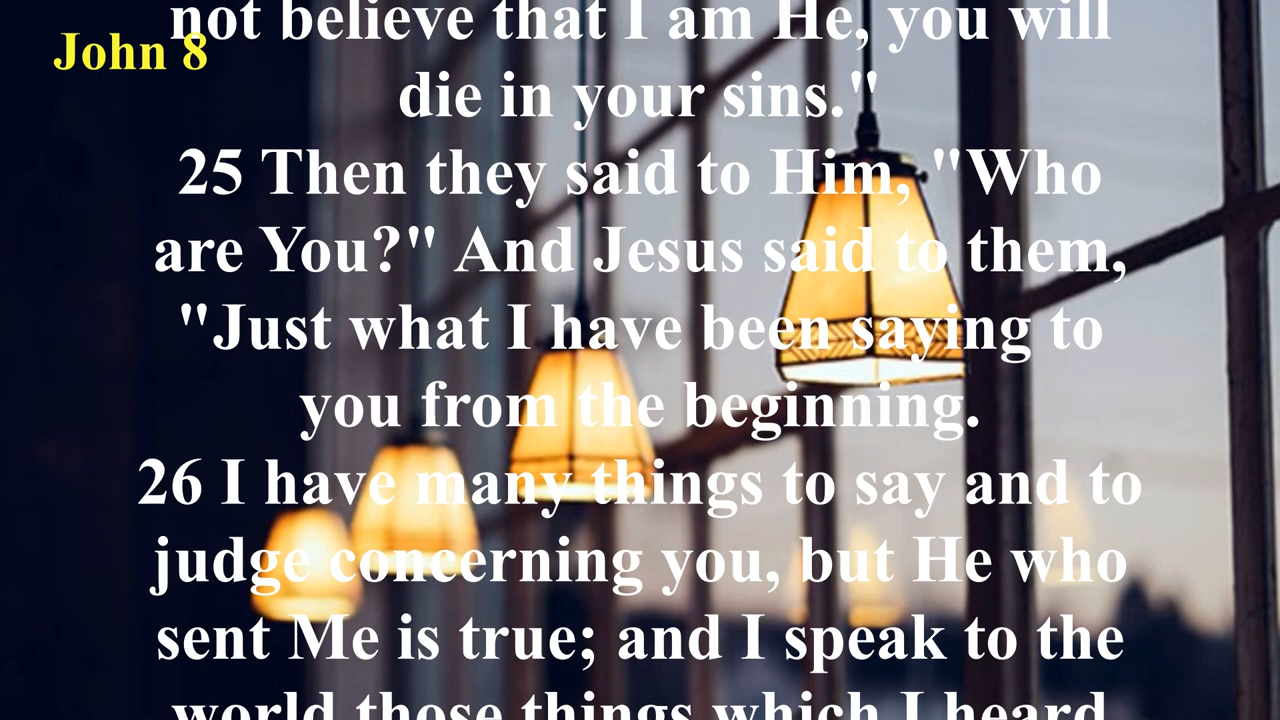 not believe that I am He, you will
John 8
die in your sins."
25 Then they said to Him, "Who
are You?" And Jesus said to them,
"Just what I have been saying to
you from the beginning.
26 I have many things to say and to
judge concerning you, but He who
sent Me is true; and I speak to the
world those things which I heard